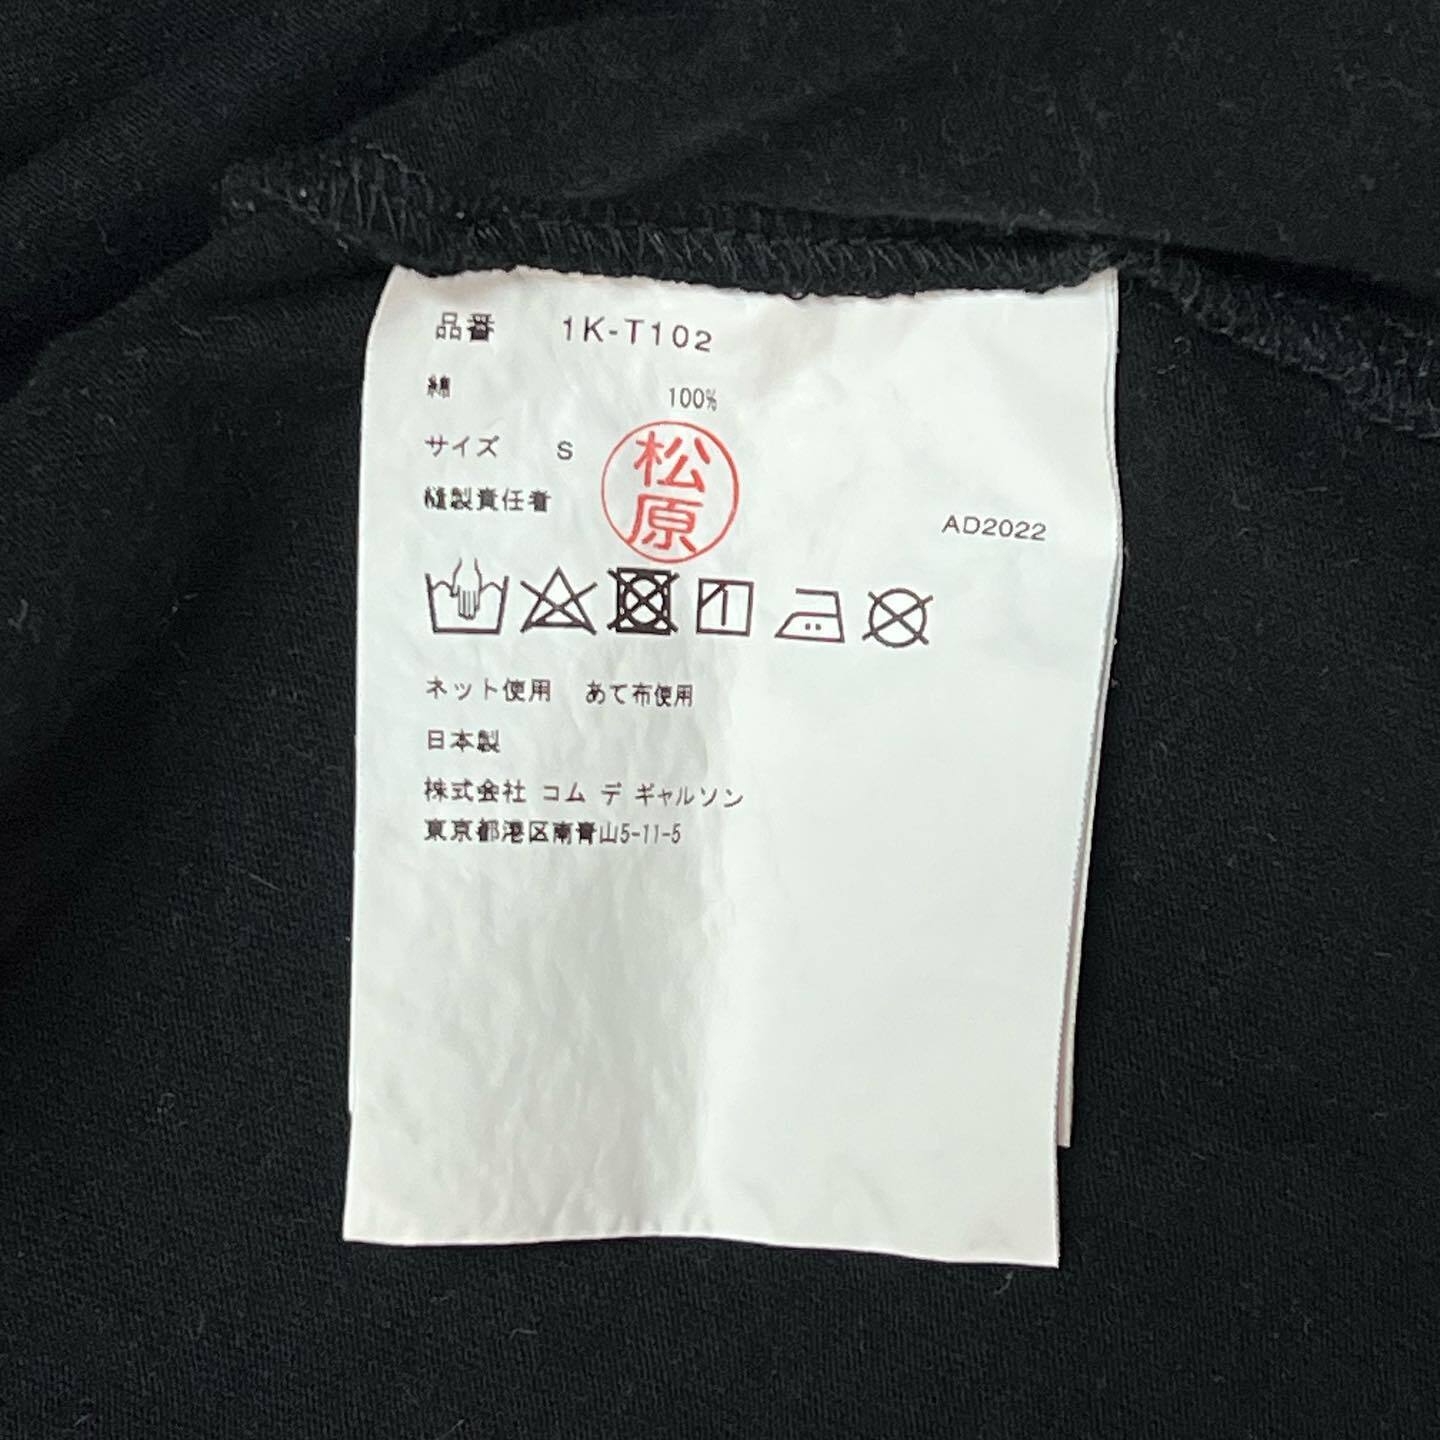 品番 1K-T102
綿 100%
サイズ S
松原
縫製責任者
AD2022
ネット使用 あて布使用
日本製
株式会社 コム デ ギャルソン
東京都港区南青山5-11-5